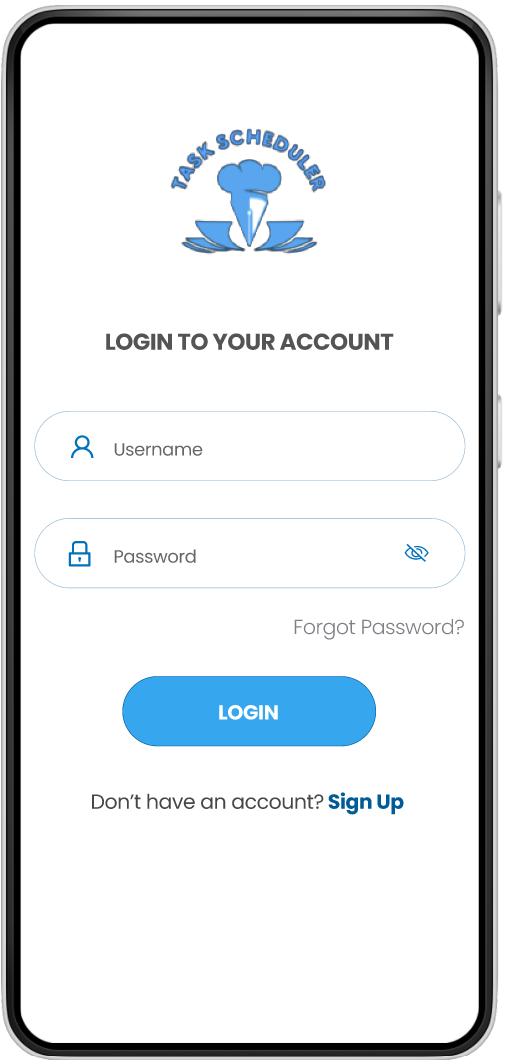 TASK SCHEDULER
LOGIN TO YOUR ACCOUNT
Username
Password
Forgot Password?
LOGIN
Don’t have an account? Sign Up